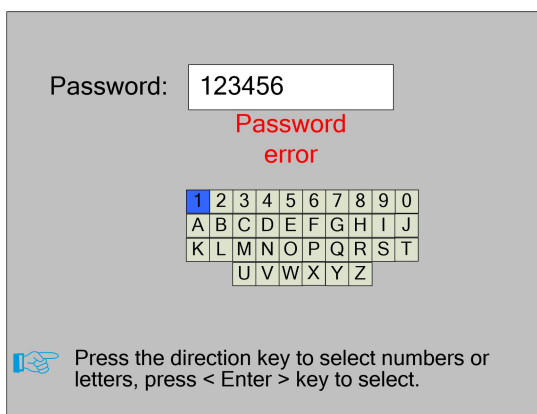 Password: 123456
Password
error
1 2 3 4 5 6 7 8 9 0
A B C D E F G H I J
K L M N O P Q R S T
U V W X Y Z
Press the direction key to select numbers or
letters, press < Enter > key to select.